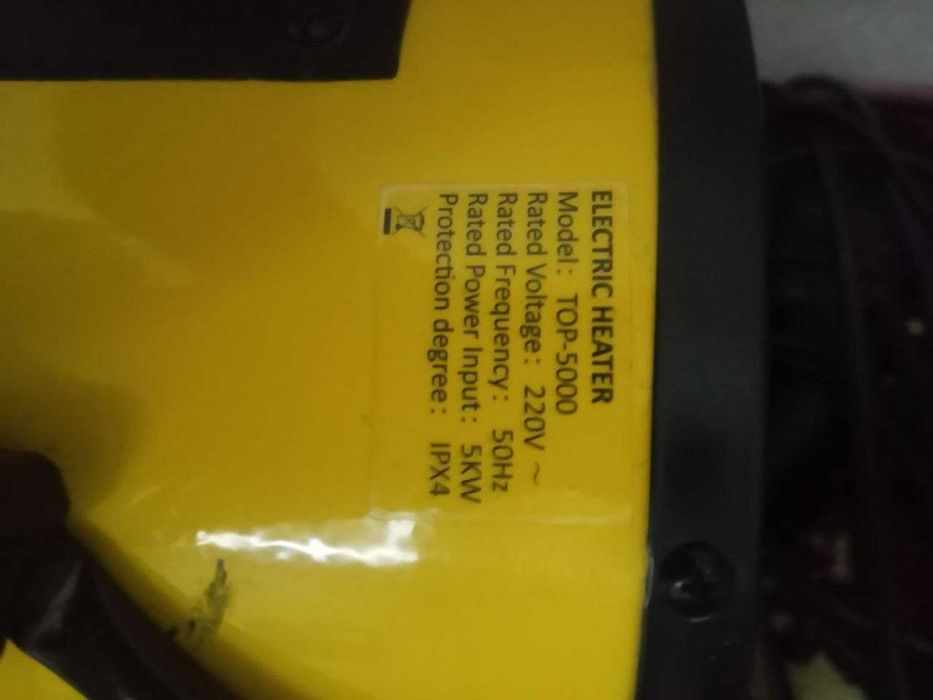 ELECTRIC HEATER
Model: TOP-5000
Rated Voltage: 220V ~
Rated Frequency: 50Hz
Rated Power Input: 5KW
Protection degree: IPX4